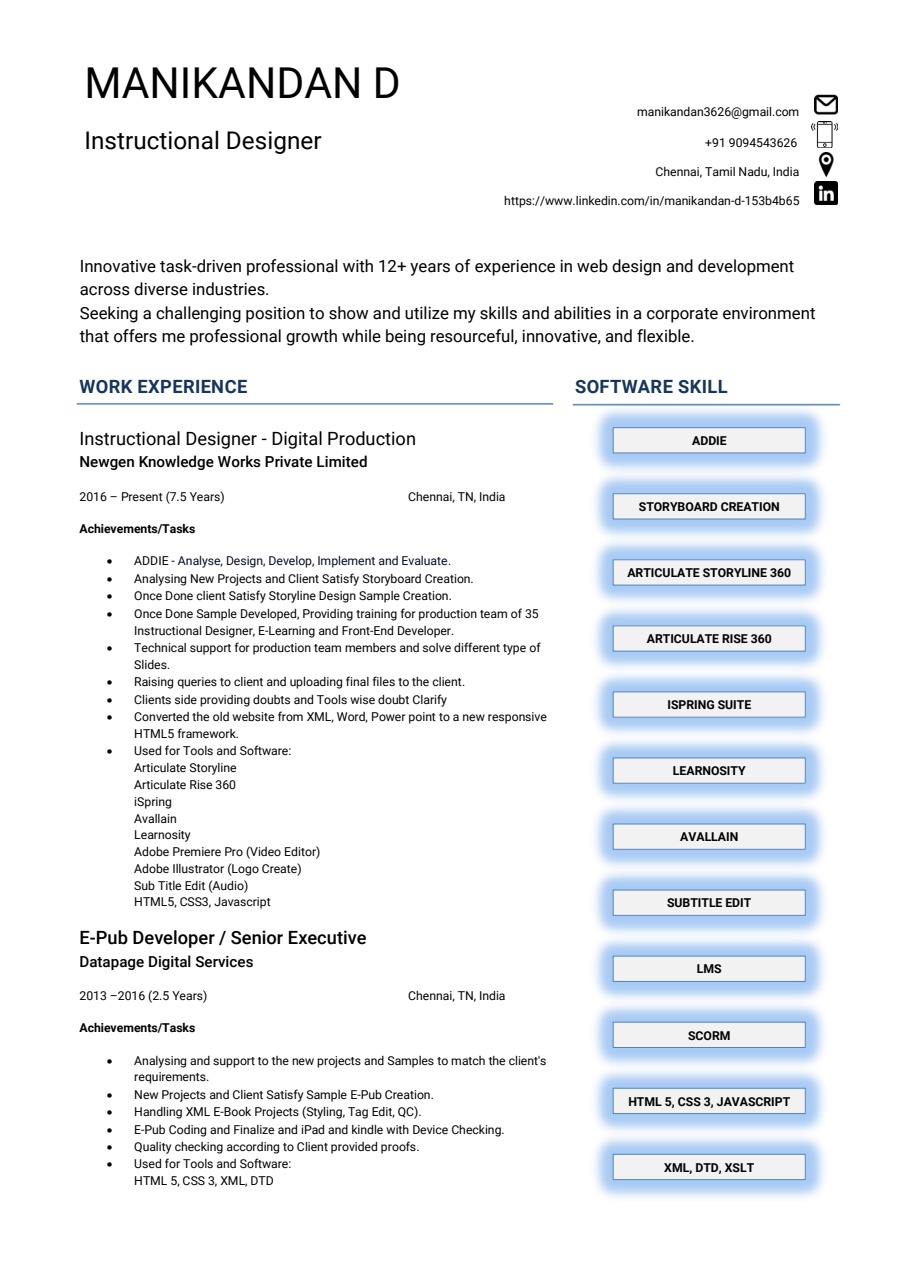 MANIKANDAN D
Instructional Designer
manikandan3626@gmail.com
+91 9094543626
Chennai, Tamil Nadu, India
https://www.linkedin.com/in/manikandan-d-153b4b65
Innovative task-driven professional with 12+ years of experience in web design and development
across diverse industries.
Seeking a challenging position to show and utilize my skills and abilities in a corporate environment
that offers me professional growth while being resourceful, innovative, and flexible.
WORK EXPERIENCE
Instructional Designer - Digital Production
Newgen Knowledge Works Private Limited
2016 – Present (7.5 Years) Chennai, TN, India
Achievements/Tasks
• ADDIE - Analyse, Design, Develop, Implement and Evaluate.
• Analysing New Projects and Client Satisfy Storyboard Creation.
• Once Done client Satisfy Storyline Design Sample Creation.
• Once Done Sample Developed, Providing training for production team of 35
Instructional Designer, E-Learning and Front-End Developer.
• Technical support for production team members and solve different type of
Slides.
• Raising queries to client and uploading final files to the client.
• Clients side providing doubts and Tools wise doubt Clarify
• Converted the old website from XML, Word, Power point to a new responsive
HTML5 framework.
• Used for Tools and Software:
Articulate Storyline
Articulate Rise 360
iSpring
Avallain
Learnosity
Adobe Premiere Pro (Video Editor)
Adobe Illustrator (Logo Create)
Sub Title Edit (Audio)
HTML5, CSS3, Javascript
E-Pub Developer / Senior Executive
Datapage Digital Services
2013 –2016 (2.5 Years) Chennai, TN, India
Achievements/Tasks
• Analysing and support to the new projects and Samples to match the client's
requirements.
• New Projects and Client Satisfy Sample E-Pub Creation.
• Handling XML E-Book Projects (Styling, Tag Edit, QC).
• E-Pub Coding and Finalize and iPad and kindle with Device Checking.
• Quality checking according to Client provided proofs.
• Used for Tools and Software:
HTML 5, CSS 3, XML, DTD
SOFTWARE SKILL
ADDIE
STORYBOARD CREATION
ARTICULATE STORYLINE 360
ARTICULATE RISE 360
ISPRING SUITE
LEARNOSITY
AVALLAIN
SUBTITLE EDIT
LMS
SCORM
HTML 5, CSS 3, JAVASCRIPT
XML, DTD, XSLT